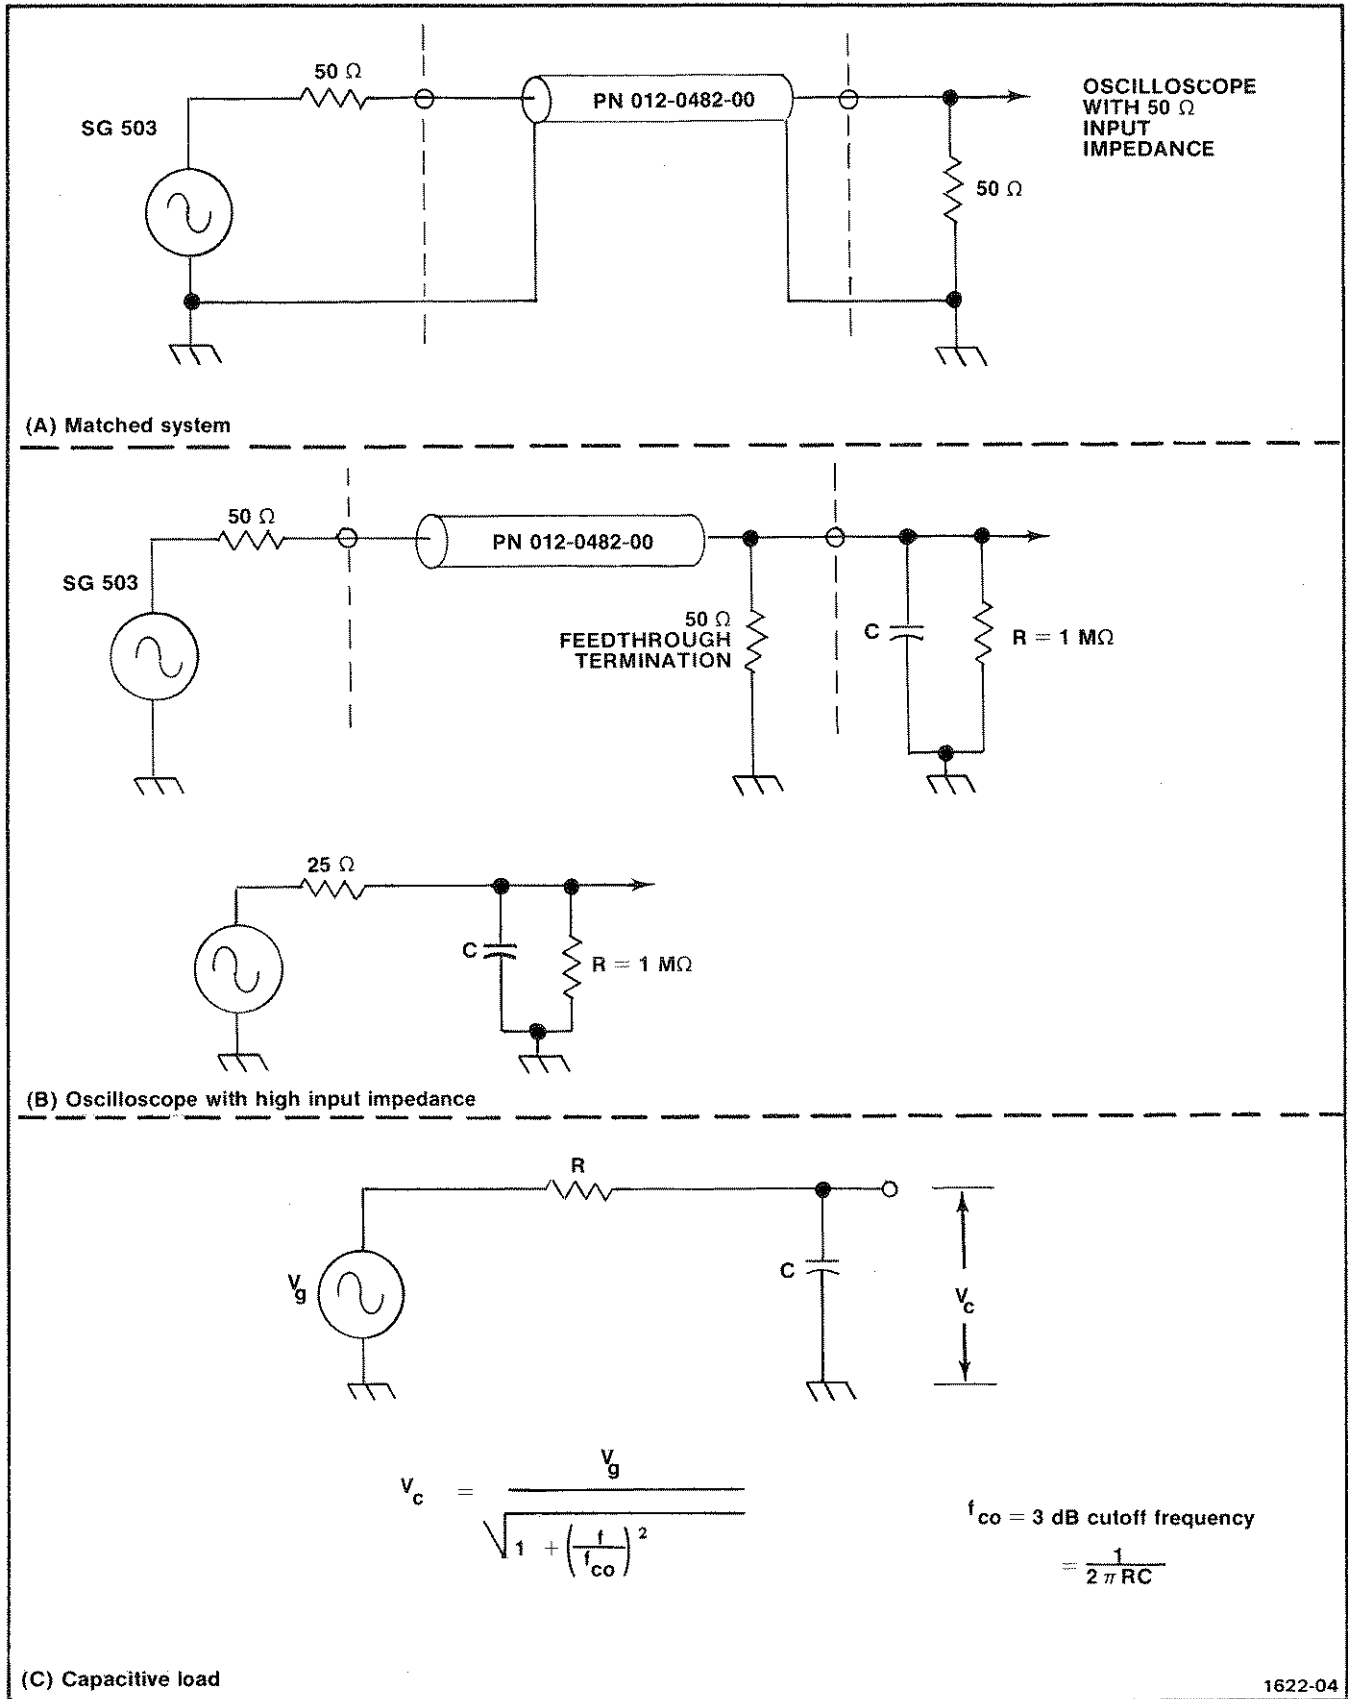 50 Ω
SG 503
PN 012-0482-00
OSCILLOSCOPE
WITH 50 Ω
INPUT
IMPEDANCE
50 Ω
(A) Matched system
50 Ω
SG 503
PN 012-0482-00
50 Ω
FEEDTHROUGH
TERMINATION
C
R = 1 MΩ
25 Ω
C
R = 1 MΩ
(B) Oscilloscope with high input impedance
R
Vg
C
Vc
Vc = Vg / √(1 + (f/fco)²)
fco = 3 dB cutoff frequency
= 1 / 2 π RC
(C) Capacitive load
1622-04